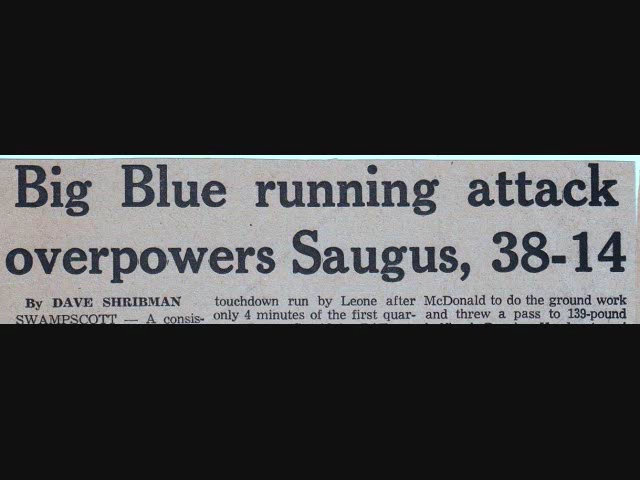 Big Blue running attack
overpowers Saugus, 38-14
By DAVE SHRIBMAN
SWAMPSCOTT — A consis-
touchdown run by Leone after
only 4 minutes of the first quar-
McDonald to do the ground work
and threw a pass to 139-pound